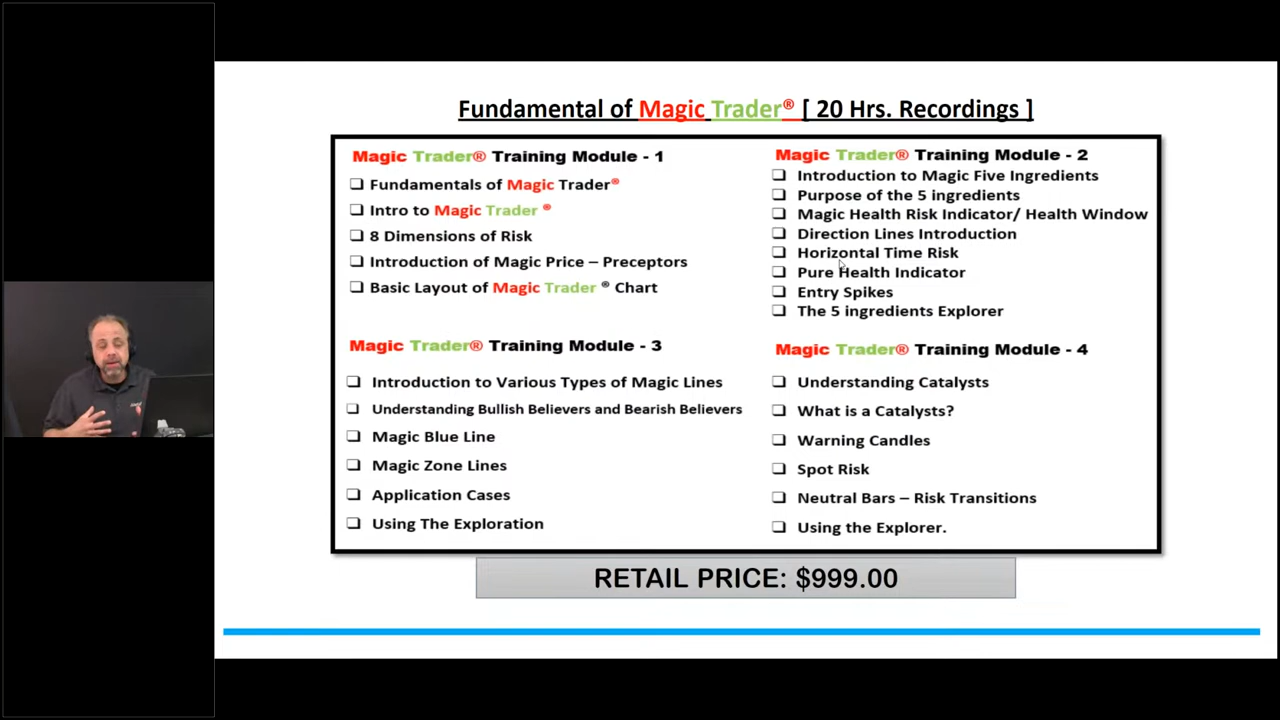 Fundamental of Magic Trader® [ 20 Hrs. Recordings ]
Magic Trader® Training Module - 1
Fundamentals of Magic Trader®
Intro to Magic Trader ®
8 Dimensions of Risk
Introduction of Magic Price – Preceptors
Basic Layout of Magic Trader ® Chart
Magic Trader® Training Module - 2
Introduction to Magic Five Ingredients
Purpose of the 5 ingredients
Magic Health Risk Indicator/ Health Window
Direction Lines Introduction
Horizontal Time Risk
Pure Health Indicator
Entry Spikes
The 5 ingredients Explorer
Magic Trader® Training Module - 3
Introduction to Various Types of Magic Lines
Understanding Bullish Believers and Bearish Believers
Magic Blue Line
Magic Zone Lines
Application Cases
Using The Exploration
Magic Trader® Training Module - 4
Understanding Catalysts
What is a Catalysts?
Warning Candles
Spot Risk
Neutral Bars – Risk Transitions
Using the Explorer.
RETAIL PRICE: $999.00